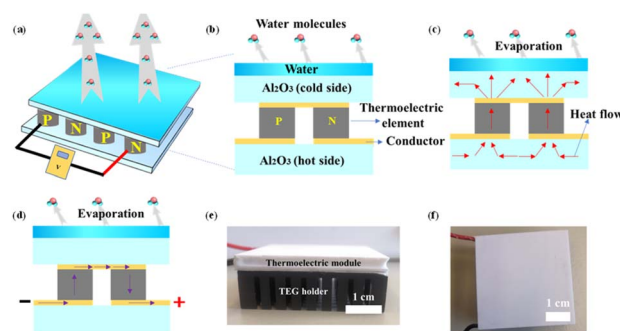 (a)
Water molecules
P
N
P
N
V
(b)
Water
Al₂O₃ (cold side)
P
N
Thermoelectric
element
Conductor
Al₂O₃ (hot side)
(c)
Evaporation
Heat flow
(d)
Evaporation
-
+
(e)
Thermoelectric module
TEG holder
1 cm
(f)
1 cm